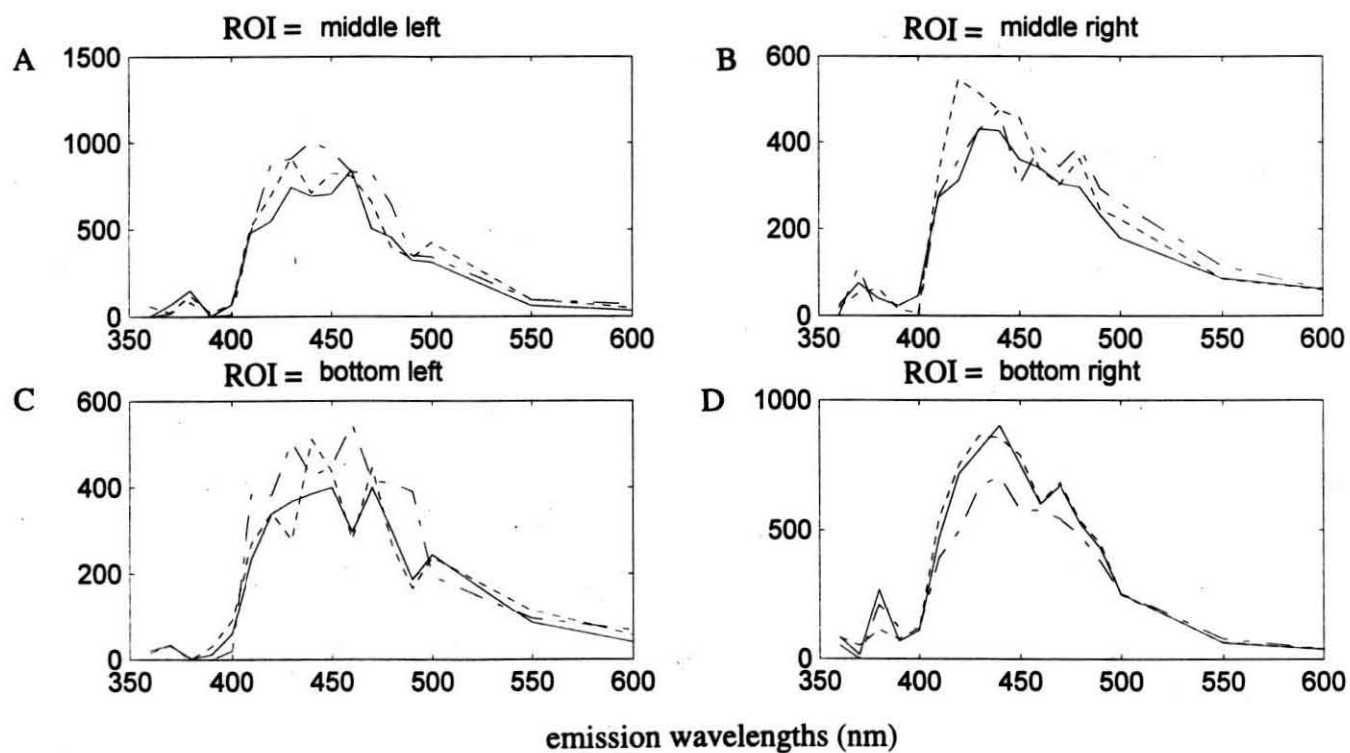 A
ROI = middle left
1500
1000
500
0
350 400 450 500 550 600
B
ROI = middle right
600
400
200
0
350 400 450 500 550 600
C
ROI = bottom left
600
400
200
0
350 400 450 500 550 600
D
ROI = bottom right
1000
500
0
350 400 450 500 550 600
emission wavelengths (nm)